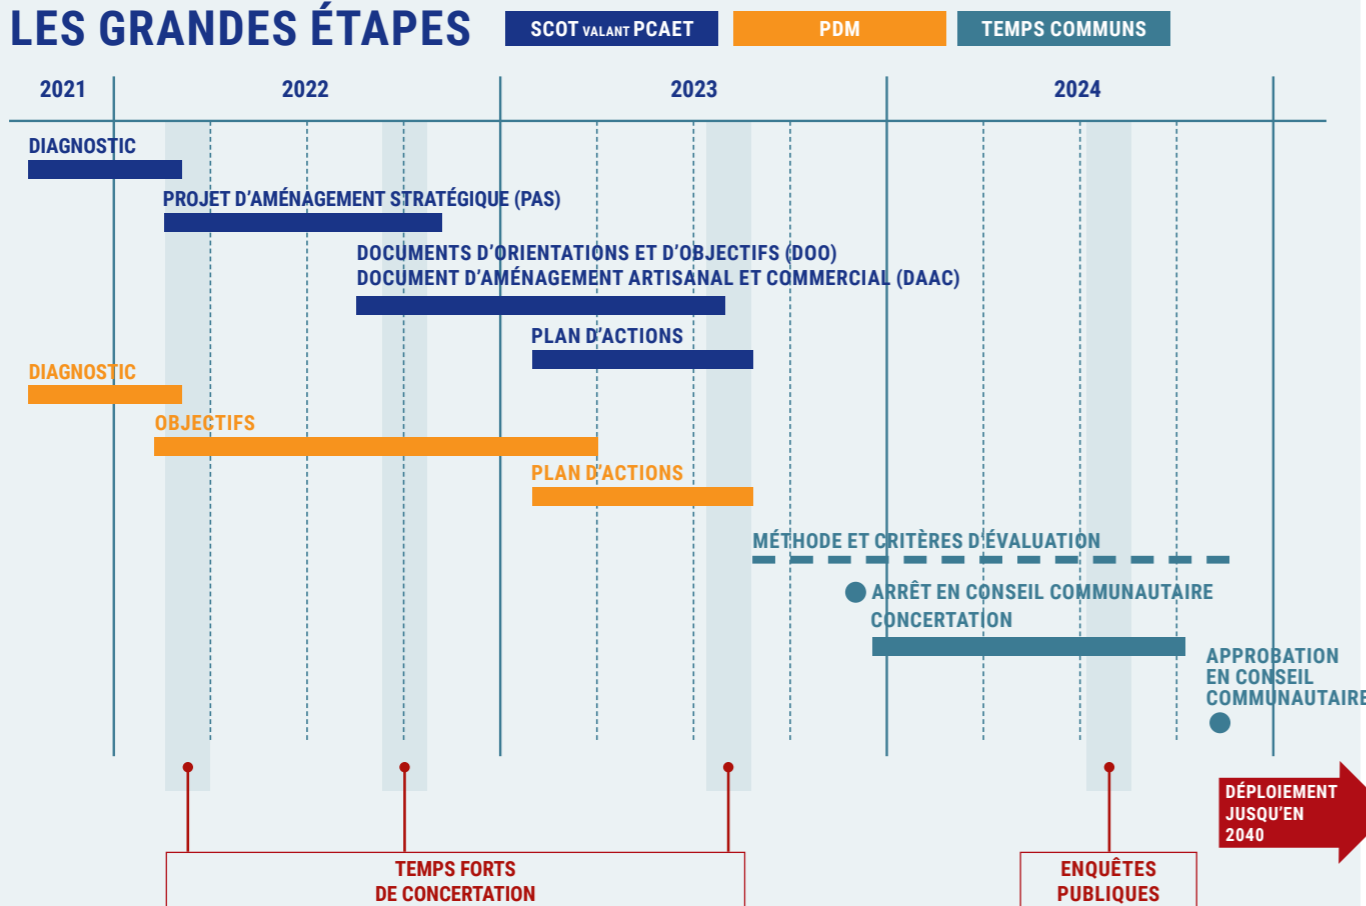 LES GRANDES ÉTAPES
SCOT VALANT PCAET
PDM
TEMPS COMMUNS
2021
2022
2023
2024
DIAGNOSTIC
PROJET D'AMÉNAGEMENT STRATÉGIQUE (PAS)
DOCUMENTS D'ORIENTATIONS ET D'OBJECTIFS (DOO)
DOCUMENT D'AMÉNAGEMENT ARTISANAL ET COMMERCIAL (DAAC)
PLAN D'ACTIONS
DIAGNOSTIC
OBJECTIFS
PLAN D'ACTIONS
MÉTHODE ET CRITÈRES D'ÉVALUATION
ARRÊT EN CONSEIL COMMUNAUTAIRE
CONCERTATION
APPROBATION
EN CONSEIL
COMMUNAUTAIRE
DÉPLOIEMENT
JUSQU'EN
2040
TEMPS FORTS
DE CONCERTATION
ENQUÊTES
PUBLIQUES